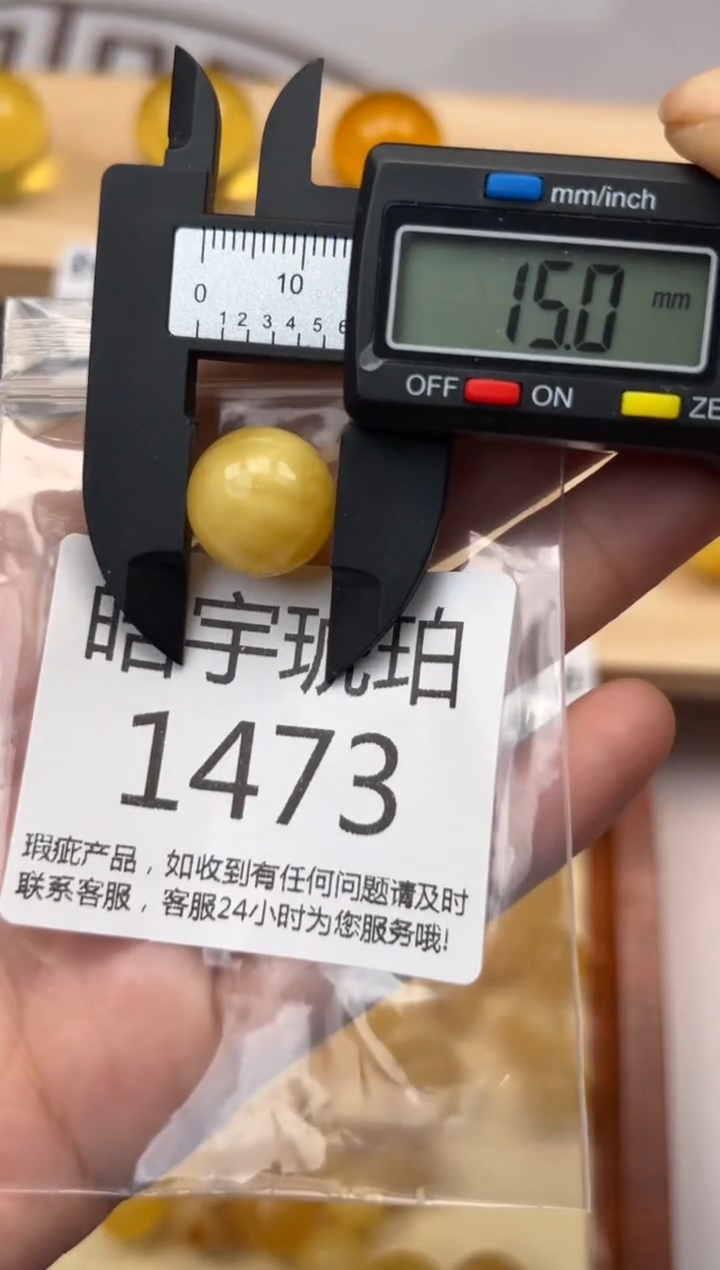 mm/inch
15.0 mm
OFF ON ZE
0 10
1 2 3 4 5 6
皓宇琥珀
1473
瑕疵产品，如收到有任何问题请及时
联系客服，客服24小时为您服务哦!